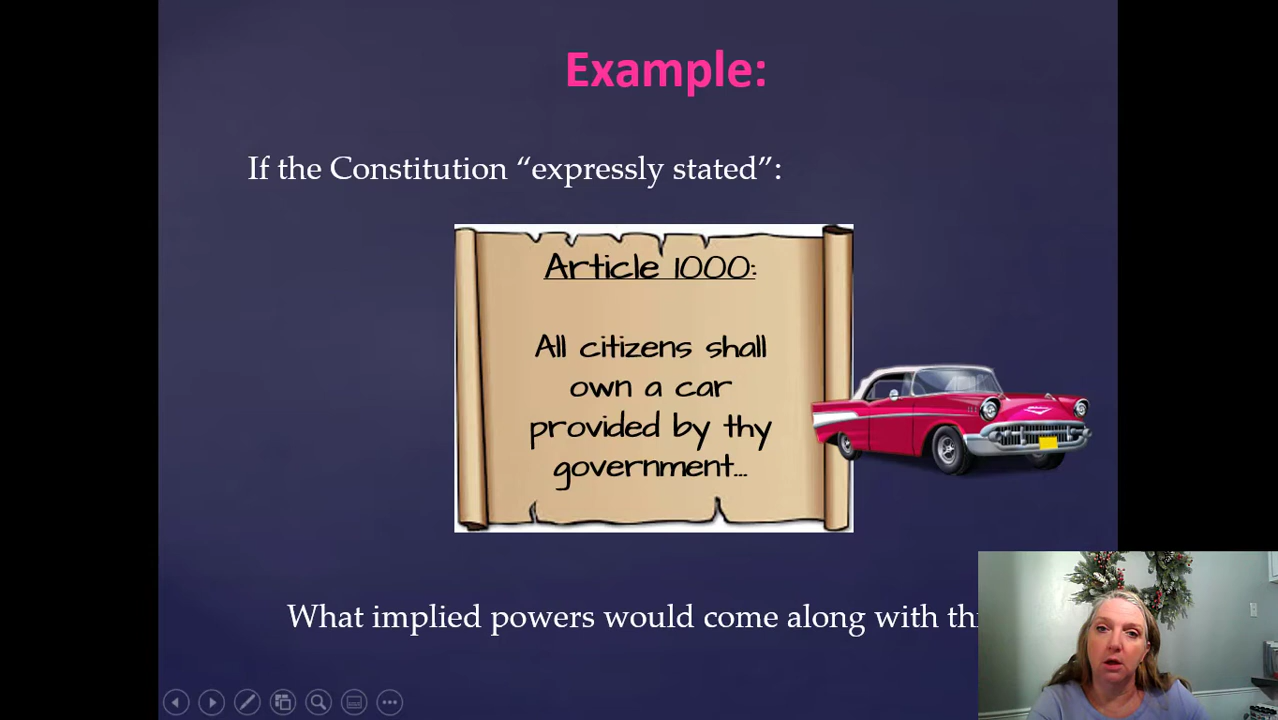 Example:
If the Constitution “expressly stated”:
Article 1000:
All citizens shall
own a car
provided by thy
government...
What implied powers would come along with